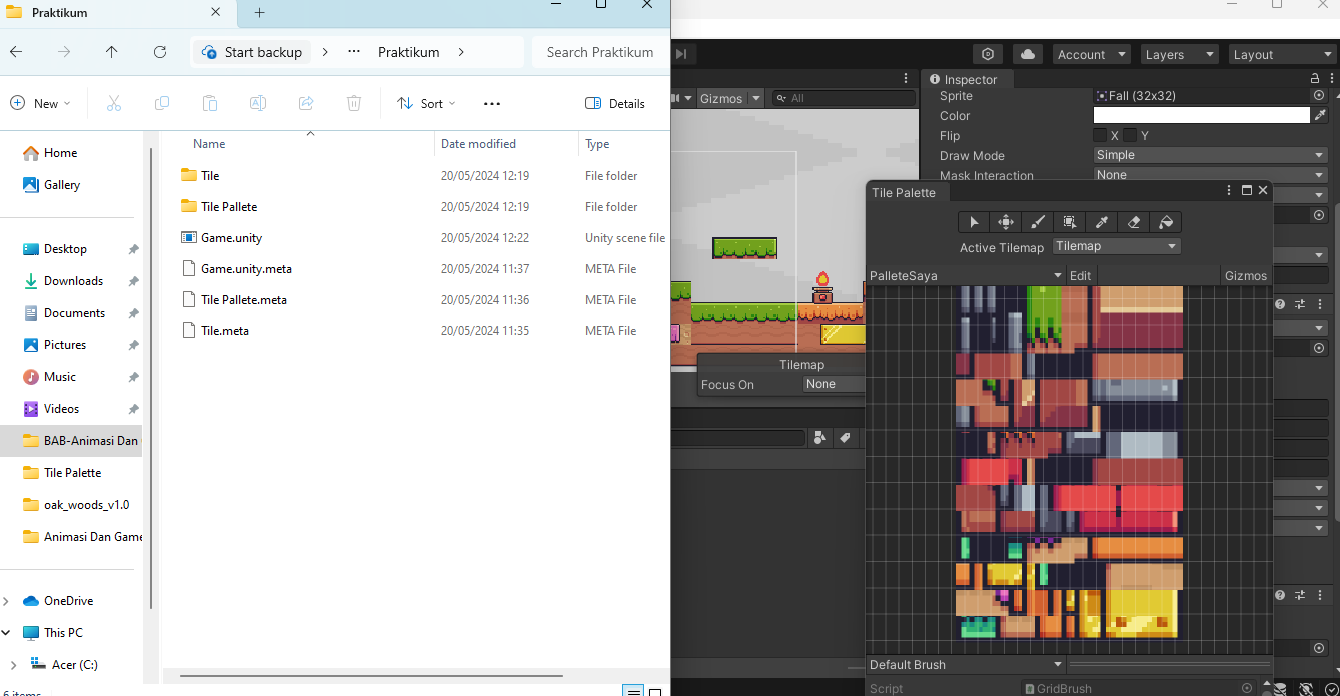 Praktikum
Start backup
Praktikum
Search Praktikum
New
Sort
Details
Home
Gallery
Desktop
Downloads
Documents
Pictures
Music
Videos
BAB-Animasi Dan
Tile Palette
oak_woods_v1.0
Animasi Dan Game
OneDrive
This PC
Acer (C:)
6 items
Name Date modified Type
Tile 20/05/2024 12:19 File folder
Tile Pallete 20/05/2024 12:19 File folder
Game.unity 20/05/2024 12:22 Unity scene file
Game.unity.meta 20/05/2024 11:37 META File
Tile Pallete.meta 20/05/2024 11:36 META File
Tile.meta 20/05/2024 11:35 META File
Account Layers Layout
Gizmos All
Tilemap
Focus On None
Inspector
Sprite Fall (32x32)
Color
Flip X Y
Draw Mode Simple
Mask Interaction None
Tile Palette
Active Tilemap Tilemap
PalleteSaya Edit Gizmos
Default Brush
Script GridBrush